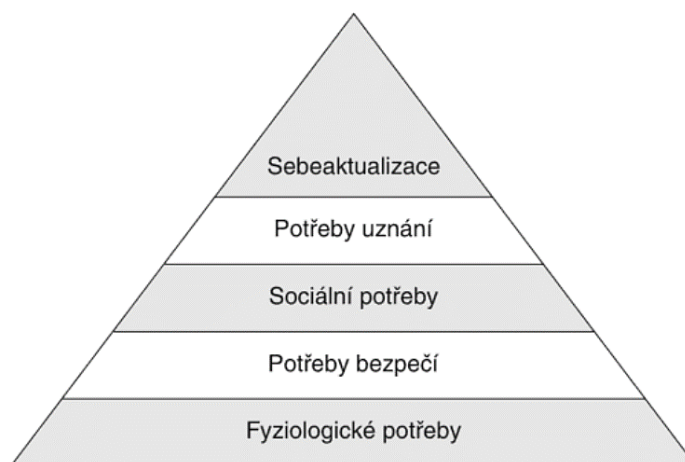 Sebeaktualizace
Potřeby uznání
Sociální potřeby
Potřeby bezpečí
Fyziologické potřeby